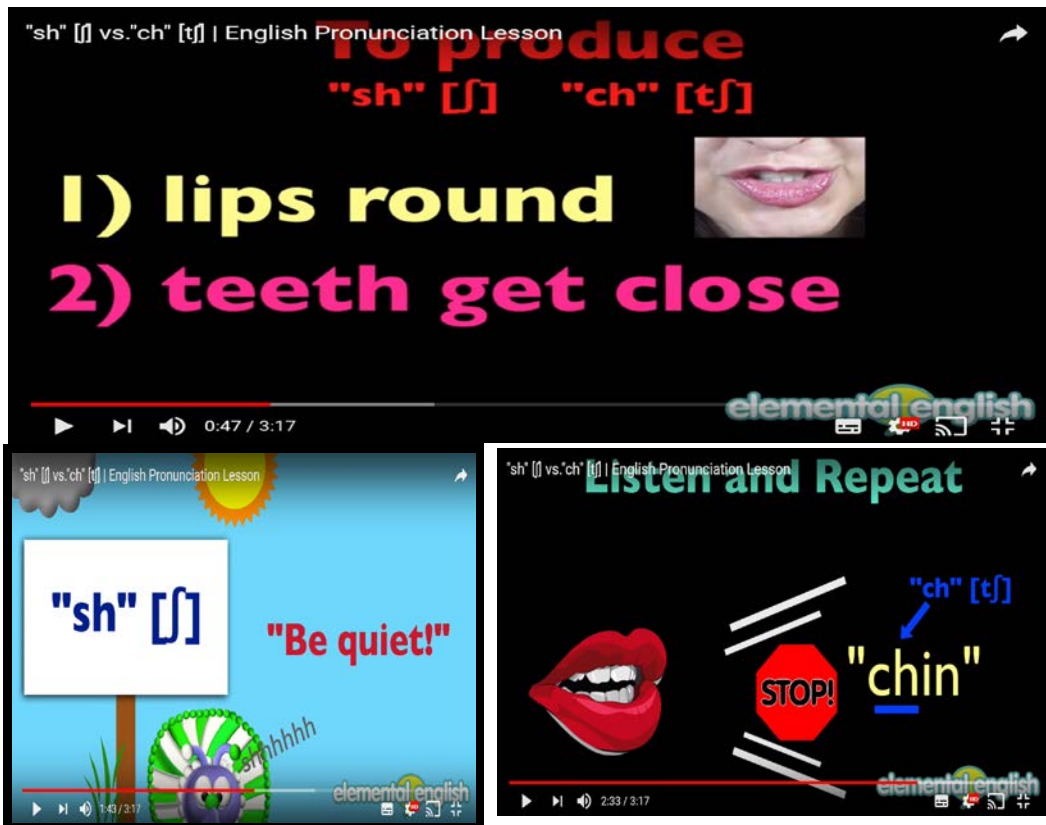 "sh" [ʃ] vs."ch" [tʃ] | English Pronunciation Lesson
To produce
"sh" [ʃ] "ch" [tʃ]
1) lips round
2) teeth get close
elemental english
HD
0:47 / 3:17
"sh" [ʃ] vs."ch" [tʃ] | English Pronunciation Lesson
"sh" [ʃ]
"Be quiet!"
shhhhhh
elemental english
1:43 / 3:17
"sh" [ʃ] vs."ch" [tʃ] | English Pronunciation Lesson
Listen and Repeat
"ch" [tʃ]
STOP! "chin"
elemental english
2:33 / 3:17